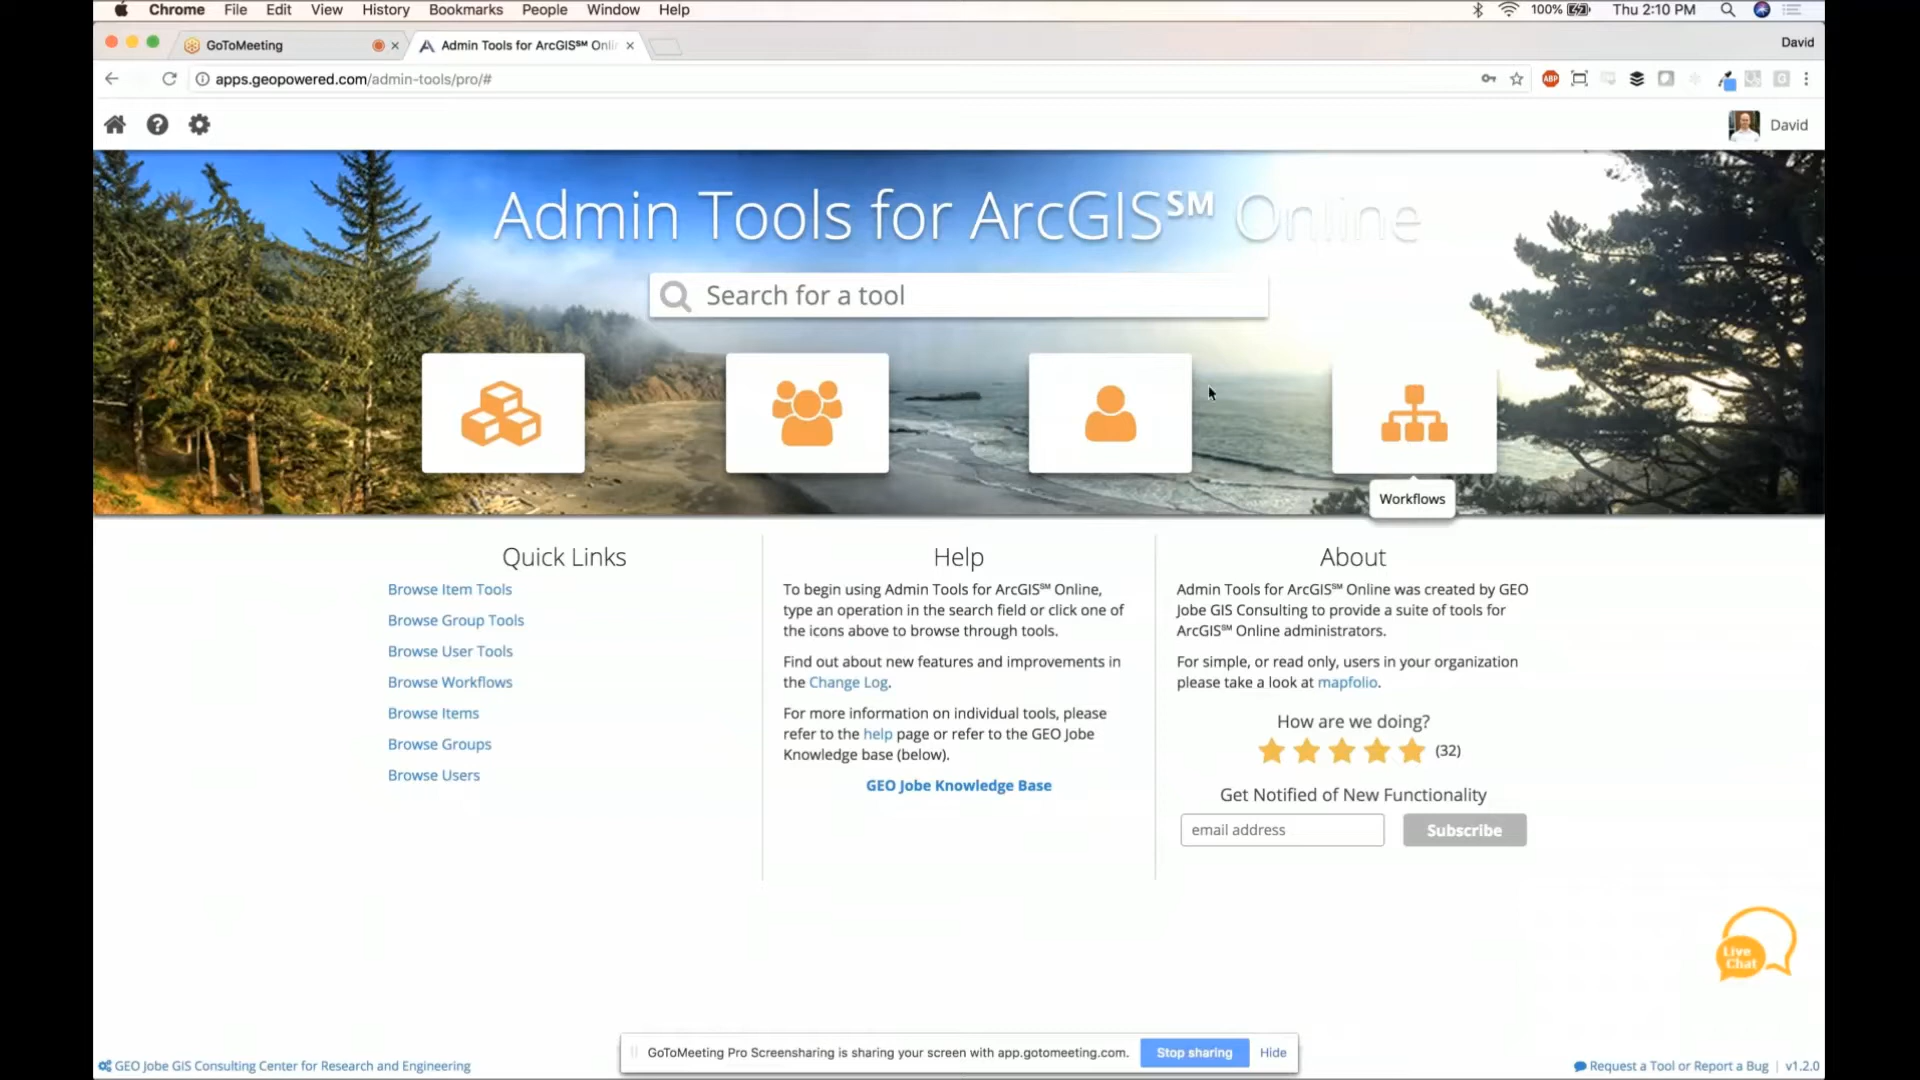 Chrome File Edit View History Bookmarks People Window Help 100% Thu 2:10 PM
GoToMeeting Admin Tools for ArcGIS℠ Onli David
apps.geopowered.com/admin-tools/pro/# ABP
David
Admin Tools for ArcGIS℠ Online
Search for a tool
Workflows
Quick Links
Browse Item Tools
Browse Group Tools
Browse User Tools
Browse Workflows
Browse Items
Browse Groups
Browse Users
Help
To begin using Admin Tools for ArcGIS℠ Online,
type an operation in the search field or click one of
the icons above to browse through tools.
Find out about new features and improvements in
the Change Log.
For more information on individual tools, please
refer to the help page or refer to the GEO Jobe
Knowledge base (below).
GEO Jobe Knowledge Base
About
Admin Tools for ArcGIS℠ Online was created by GEO
Jobe GIS Consulting to provide a suite of tools for
ArcGIS℠ Online administrators.
For simple, or read only, users in your organization
please take a look at mapfolio.
How are we doing?
(32)
Get Notified of New Functionality
email address Subscribe
Live
Chat
GoToMeeting Pro Screensharing is sharing your screen with app.gotomeeting.com. Stop sharing Hide
GEO Jobe GIS Consulting Center for Research and Engineering
Request a Tool or Report a Bug | v1.2.0